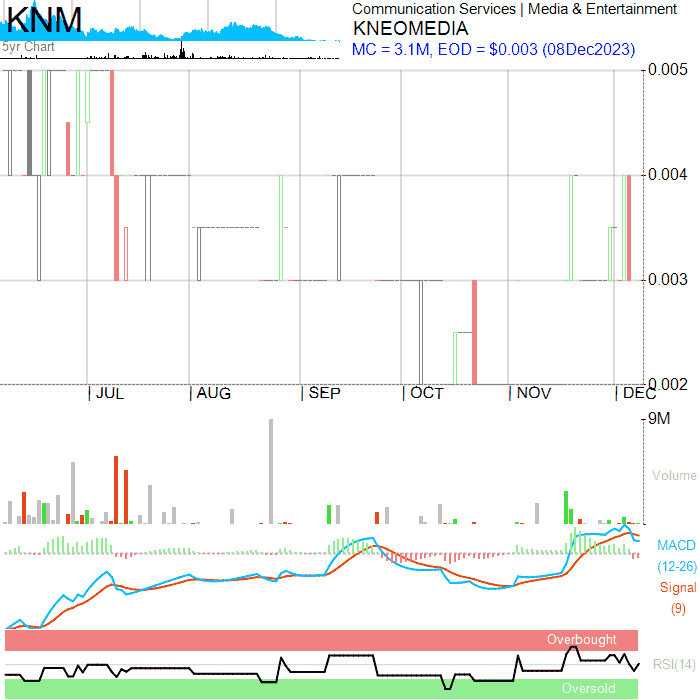 KNM
5yr Chart
Communication Services | Media & Entertainment
KNEOMEDIA
MC = 3.1M, EOD = $0.003 (08Dec2023)
0.005
0.004
0.003
0.002
JUL
AUG
SEP
OCT
NOV
DEC
9M
Volume
MACD
(12-26)
Signal
(9)
Overbought
RSI(14)
Oversold